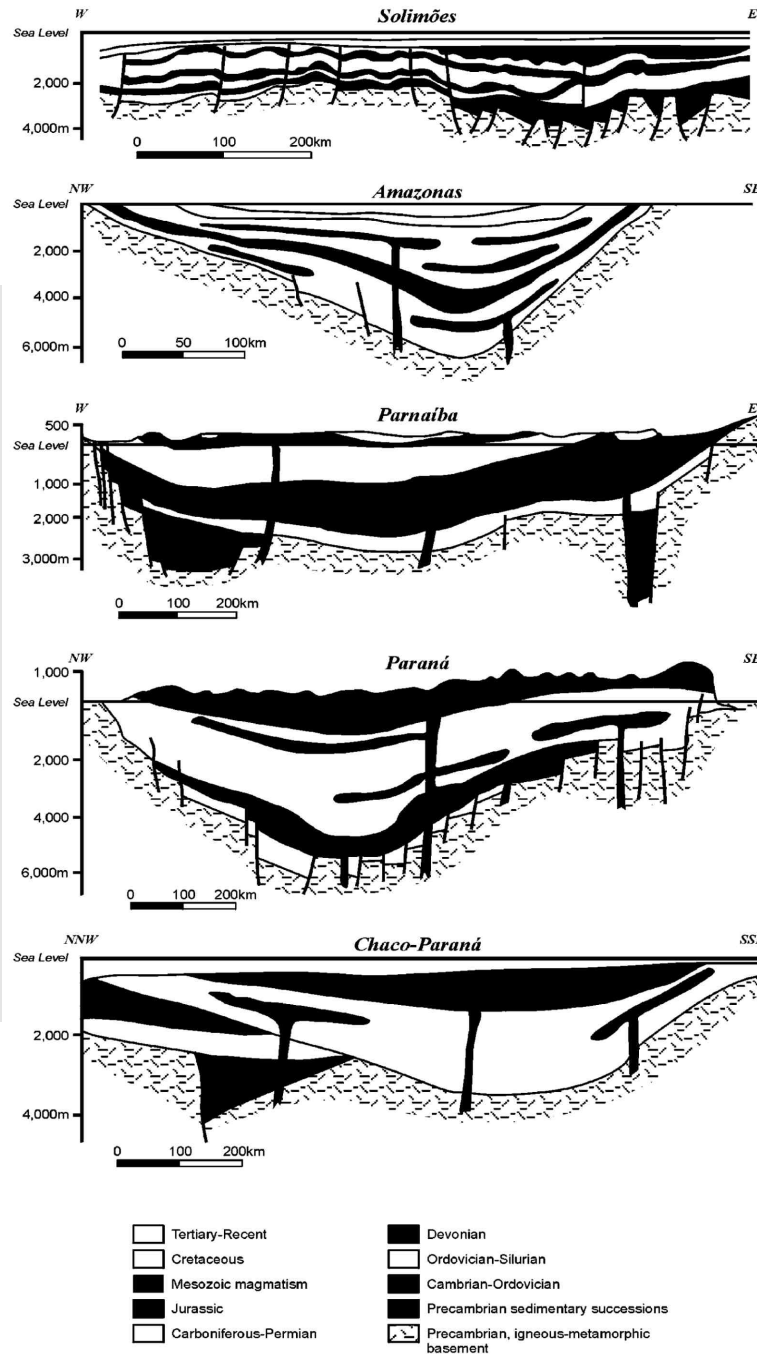 W Solimões E
Sea Level
2,000
4,000m
0 100 200km
NW Amazonas SE
Sea Level
2,000
4,000
6,000m
0 50 100km
W Parnaíba E
500
Sea Level
1,000
2,000
3,000m
0 100 200km
NW Paraná SE
1,000
Sea Level
2,000
4,000
6,000m
0 100 200km
NNW Chaco-Paraná
Sea Level
2,000
4,000m
0 100 200km
Tertiary-Recent
Cretaceous
Mesozoic magmatism
Jurassic
Carboniferous-Permian
Devonian
Ordovician-Silurian
Cambrian-Ordovician
Precambrian sedimentary successions
Precambrian, igneous-metamorphic
basement